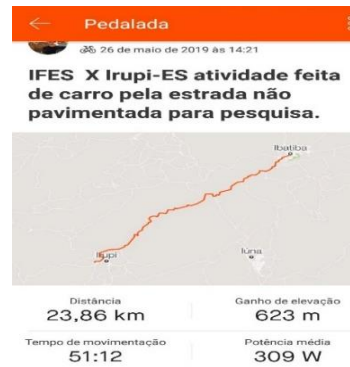 Pedalada
26 de maio de 2019 às 14:21
IFES X Irupi-ES atividade feita
de carro pela estrada não
pavimentada para pesquisa.
Ibatiba
Irupi
Iúna
Distância
Ganho de elevação
23,86 km
623 m
Tempo de movimentação
Potência média
51:12
309 W